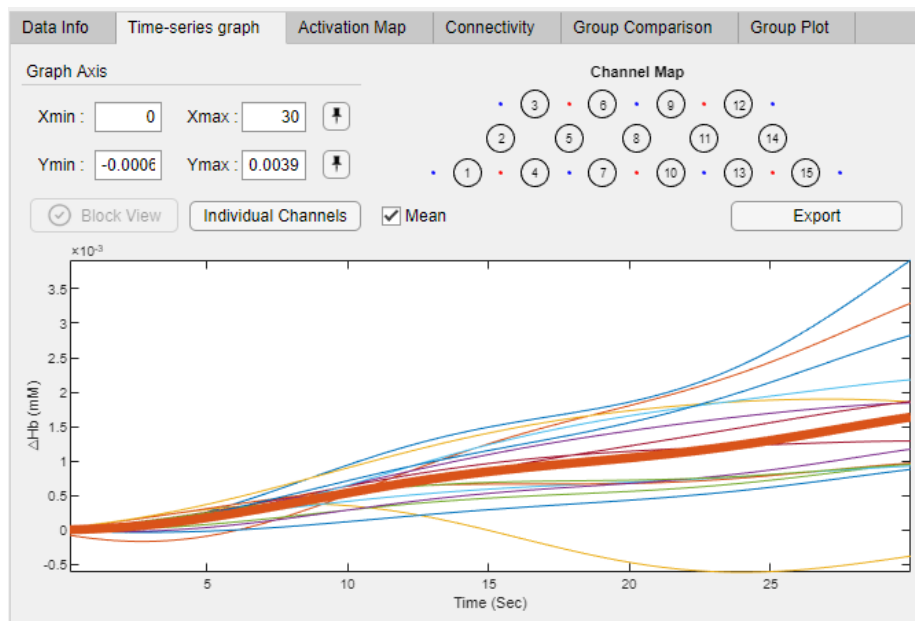 Data Info Time-series graph Activation Map Connectivity Group Comparison Group Plot
Graph Axis
Channel Map
Xmin : 0 Xmax : 30
Ymin : -0.0006 Ymax : 0.0039
3 6 9 12
2 5 8 11 14
1 4 7 10 13 15
Block View Individual Channels Mean Export
×10⁻³
3.5
3
2.5
2
1.5
1
0.5
0
-0.5
△Hb (mM)
5 10 15 20 25
Time (Sec)